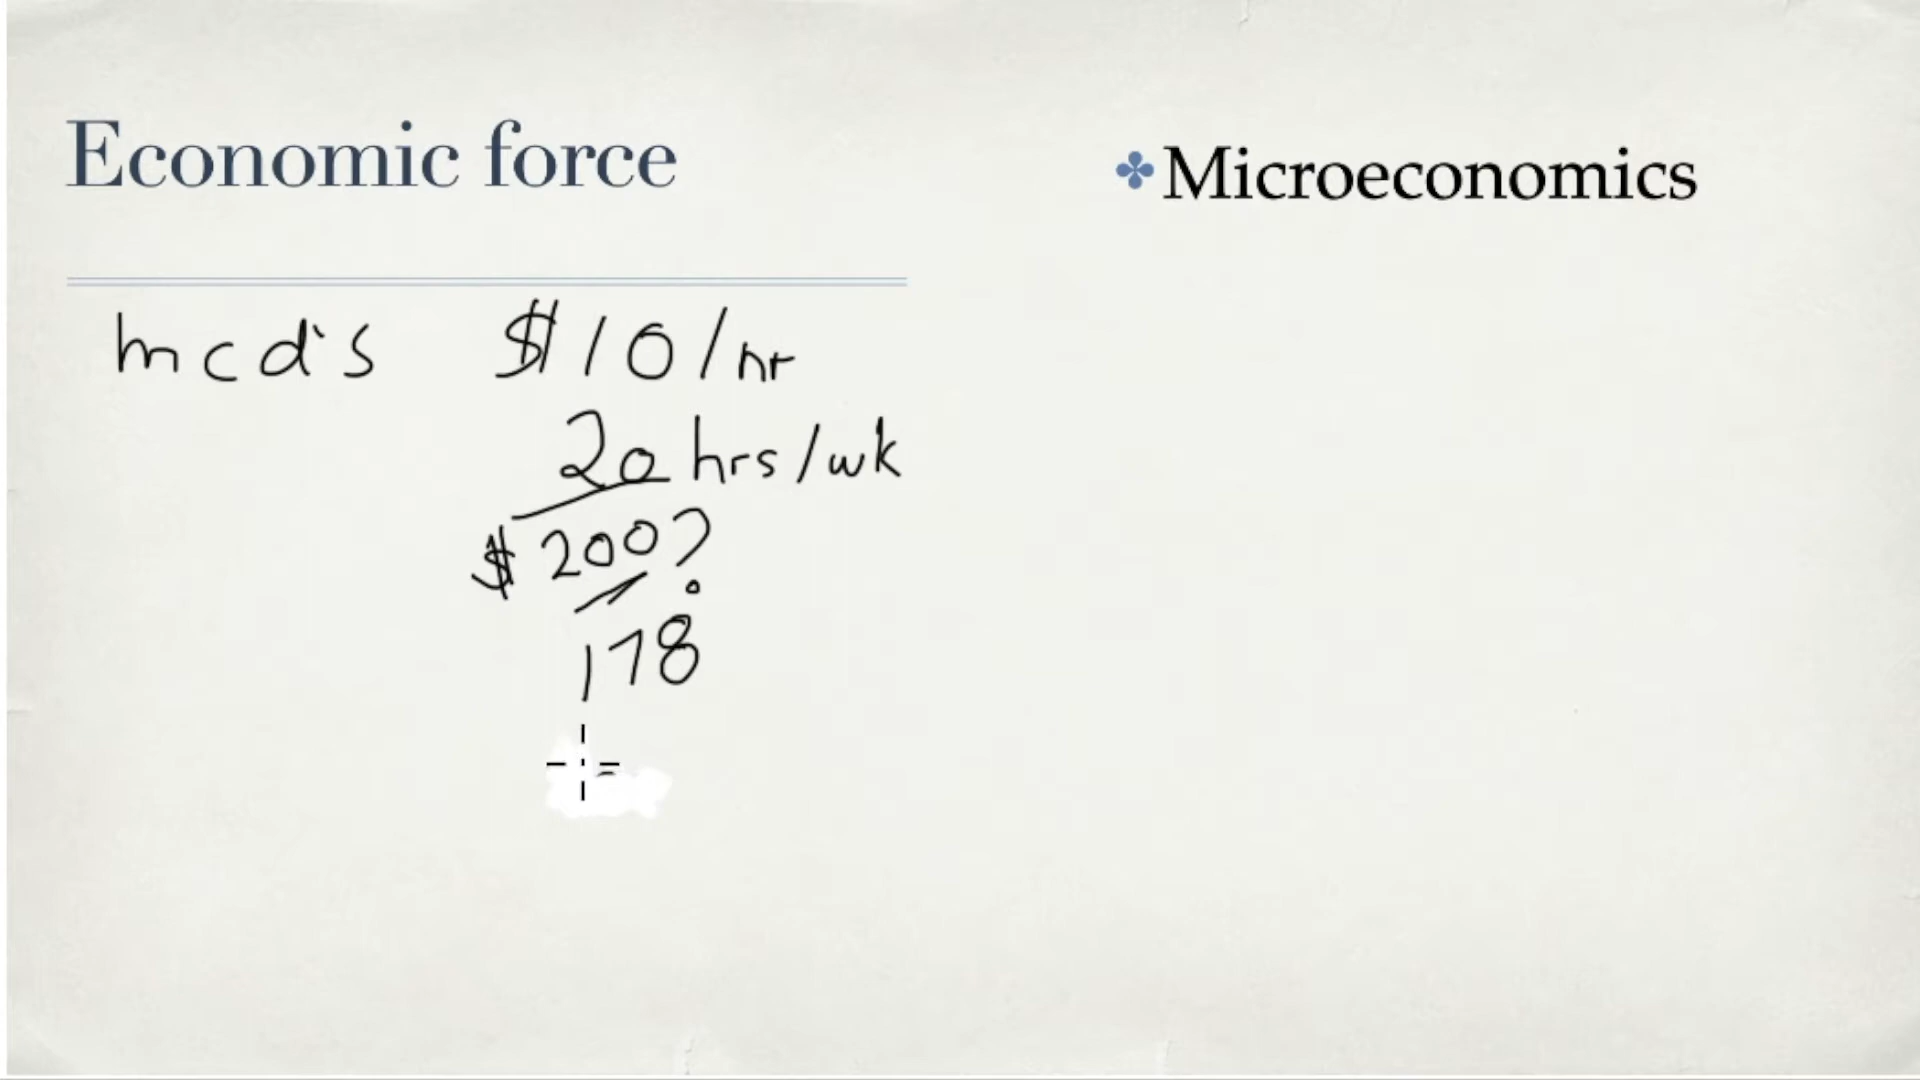 Economic force
Microeconomics
mcd's $10/hr
20 hrs/wk
$200?
178